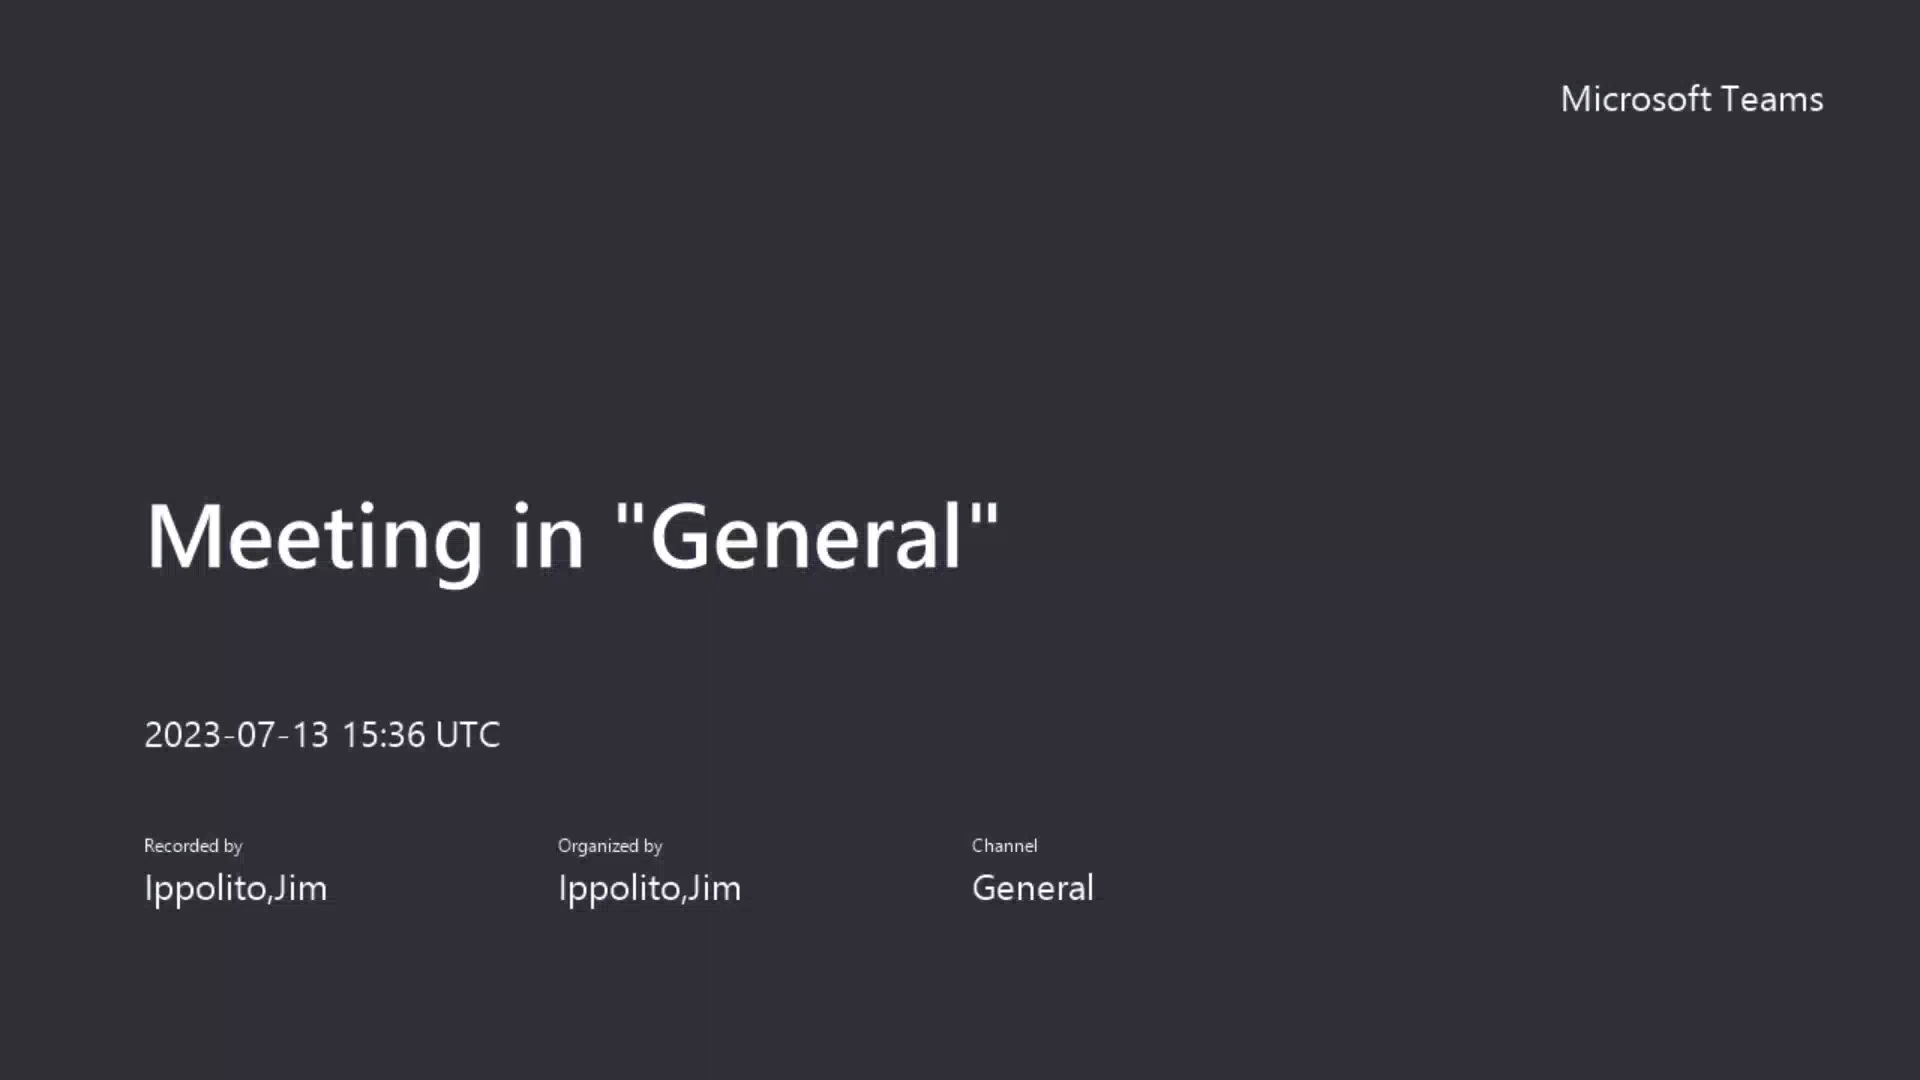 Microsoft Teams
Meeting in "General"
2023-07-13 15:36 UTC
Recorded by
Ippolito,Jim
Organized by
Ippolito,Jim
Channel
General